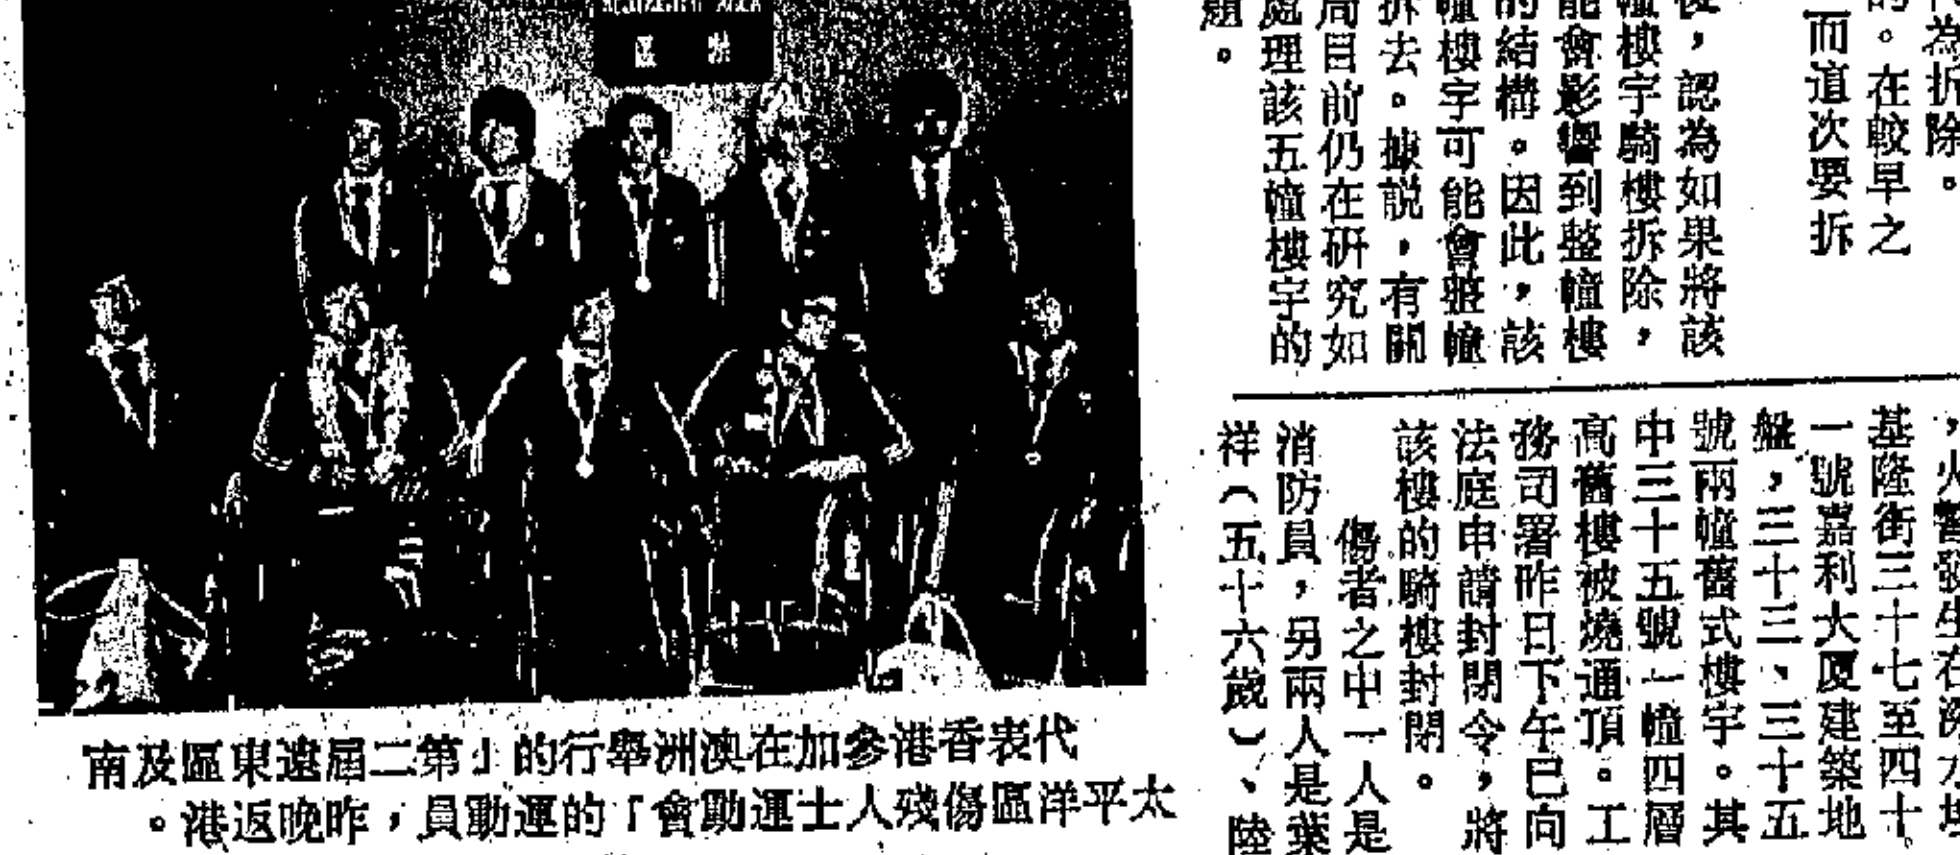 AREA
禁區
代表香港參加在澳洲舉行的「第二屆遠東區及南
太平洋區傷殘人士運動會」的運動員，昨晚返港。
為拆除。
的。在較早之
而道次要拆
後，認為如果將該
幢樓宇騎樓拆除，
能會影響到整幢樓
的結構。因此，該
幢樓宇可能會整幢
拆去。據說，有關
局目前仍在研究如
處理該五幢樓宇的
題。
，火警發生在深水埗
基隆街三十七至四十
一號嘉利大廈建築地
盤，三十三、三十五
號兩幢舊式樓宇。其
中三十五號一幢四層
高舊樓被燒通頂。工
務司署昨日下午已向
法庭申請封閉令，將
該樓的騎樓封閉。
傷者之中一人是
消防員，另兩人是葉
祥（五十六歲）、陸